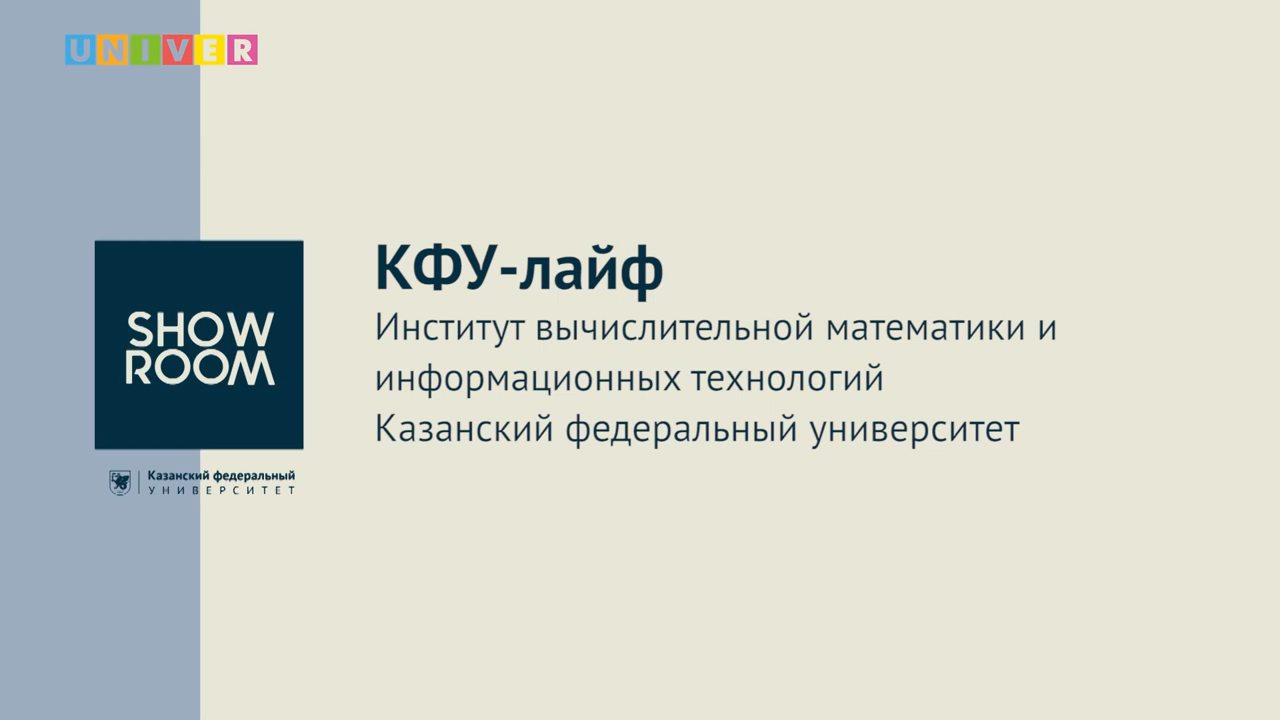 UNIVER
SHOW
ROOM
Казанский федеральный
УНИВЕРСИТЕТ
КФУ-лайф
Институт вычислительной математики и
информационных технологий
Казанский федеральный университет